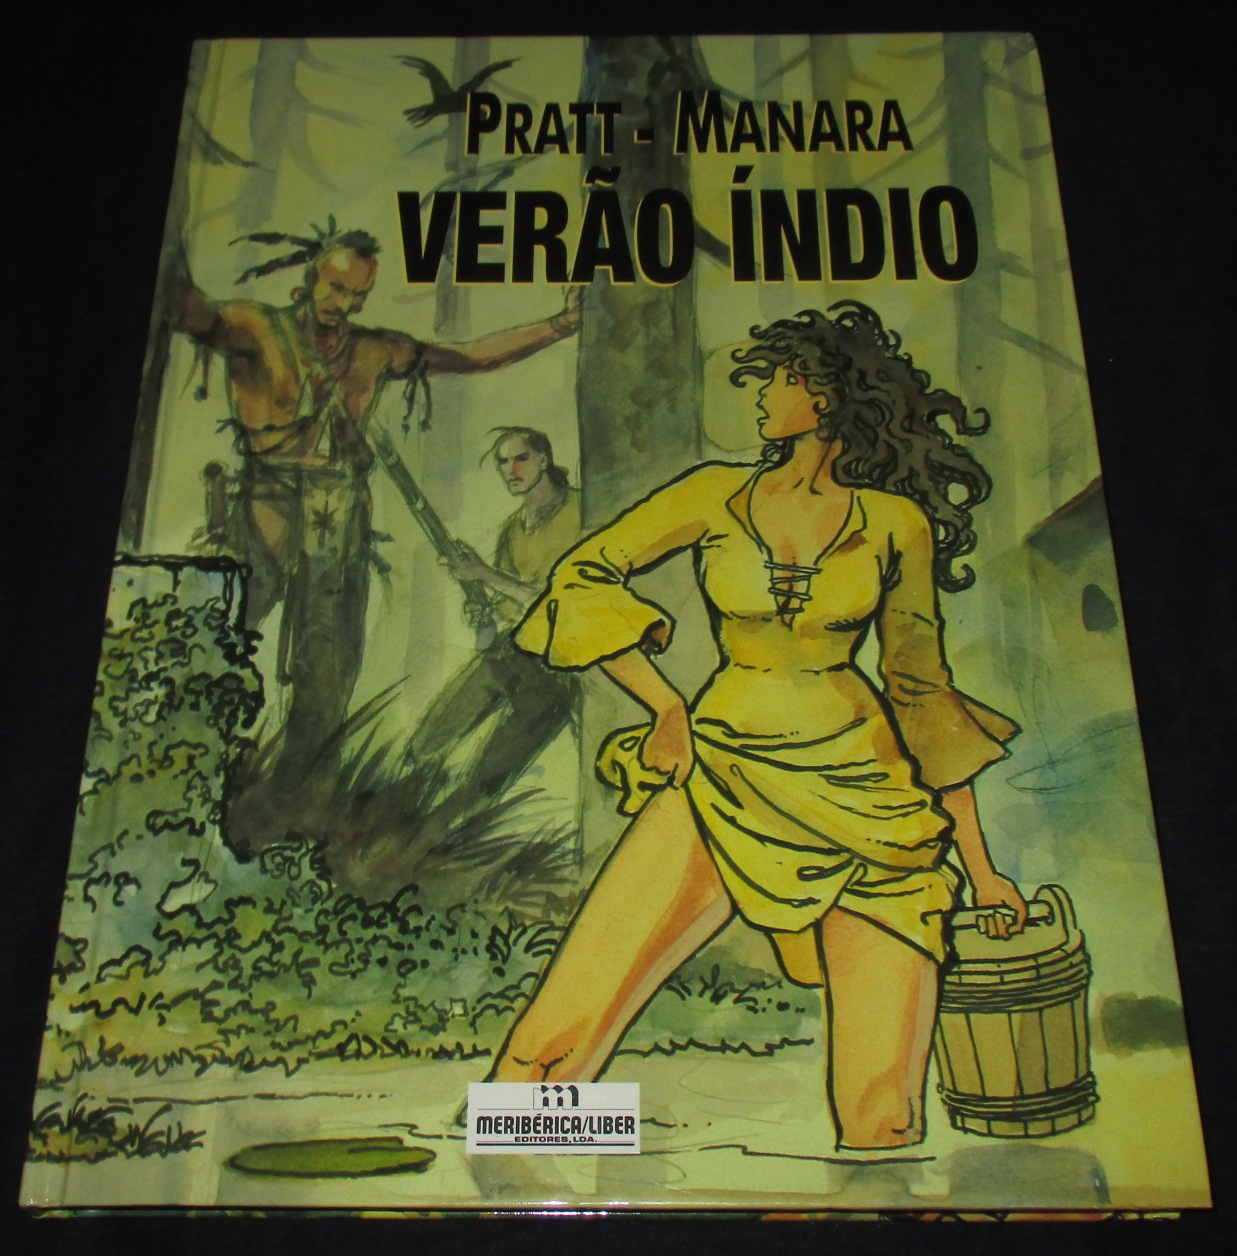 PRATT - MANARA
VERÃO ÍNDIO
m
MERIBÉRICA/LIBER
EDITORES, LDA.